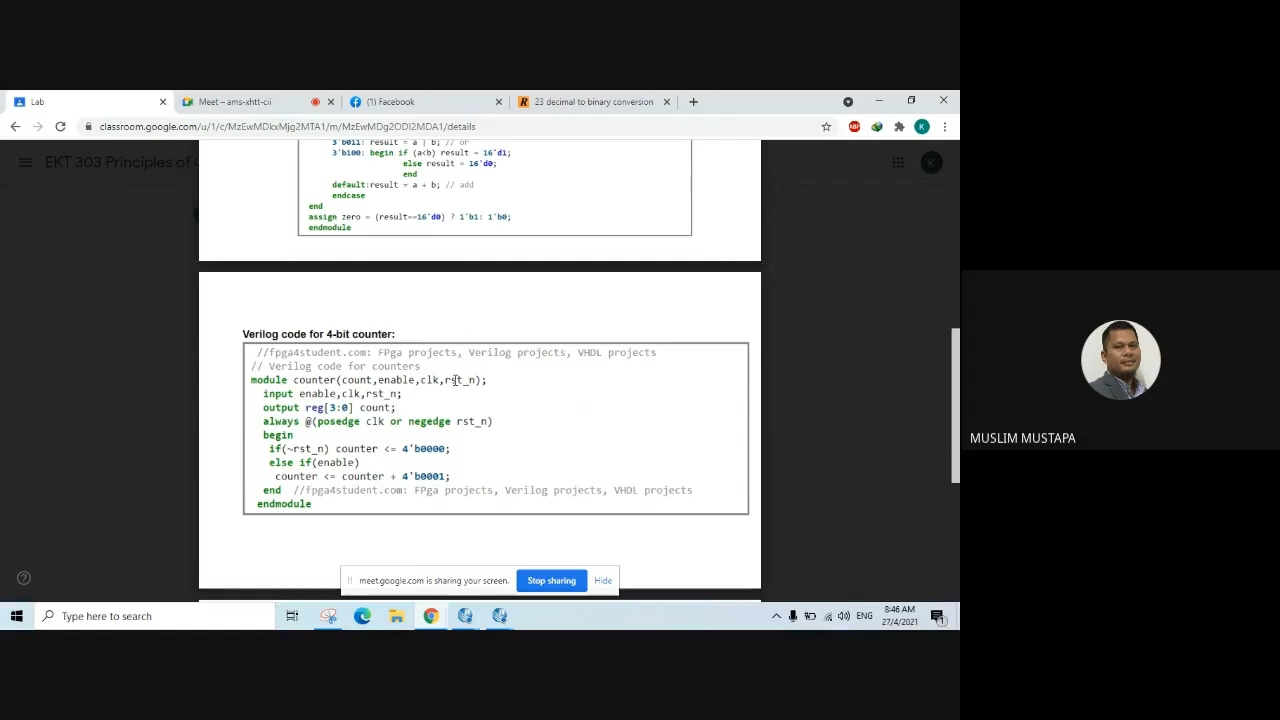 Lab
Meet – ams-xhtt-cii
(1) Facebook
23 decimal to binary conversion
classroom.google.com/u/1/c/MzEwMDkxMjg2MTA1/m/MzEwMDg2ODI2MDA1/details
ABP
K
EKT 303 Principles of
K
3'b011: result = a | b; // or
3'b100: begin if (a<b) result = 16'd1;
else result = 16'd0;
end
default:result = a + b; // add
endcase
end
assign zero = (result==16'd0) ? 1'b1: 1'b0;
endmodule
Verilog code for 4-bit counter:
//fpga4student.com: FPga projects, Verilog projects, VHDL projects
// Verilog code for counters
module counter(count,enable,clk,rst_n);
input enable,clk,rst_n;
output reg[3:0] count;
always @(posedge clk or negedge rst_n)
begin
if(~rst_n) counter <= 4'b0000;
else if(enable)
counter <= counter + 4'b0001;
end //fpga4student.com: FPga projects, Verilog projects, VHDL projects
endmodule
MUSLIM MUSTAPA
meet.google.com is sharing your screen.
Stop sharing
Hide
Type here to search
ENG
8:46 AM
27/4/2021